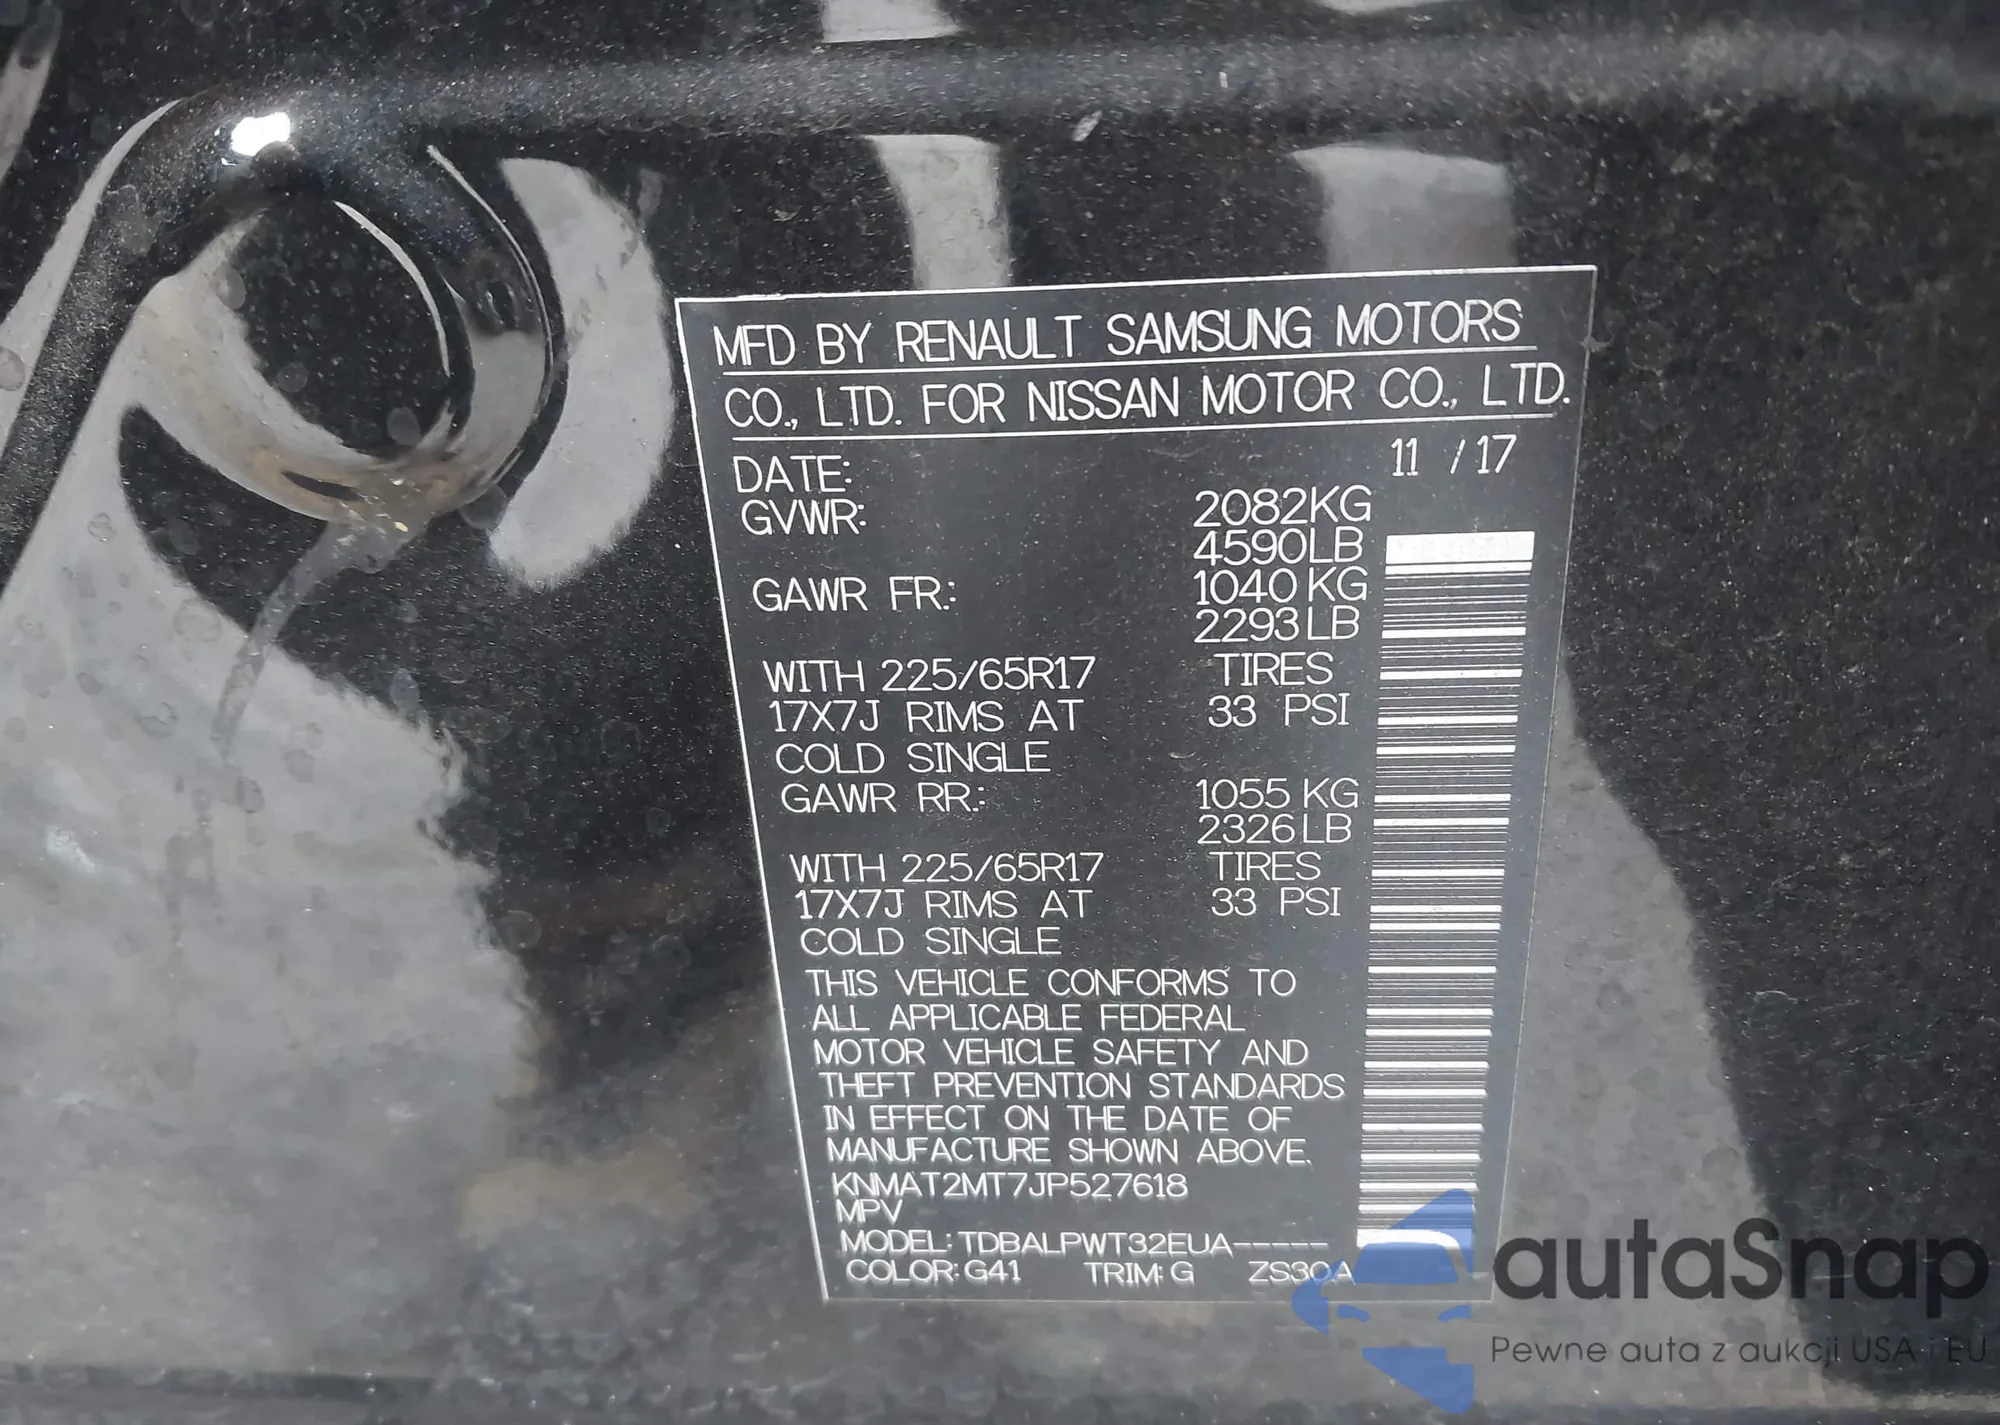 MFD BY RENAULT SAMSUNG MOTORS
CO., LTD. FOR NISSAN MOTOR CO., LTD.
DATE: 11 / 17
GVWR: 2082KG
4590LB
GAWR FR.: 1040 KG
2293 LB
WITH 225/65R17 TIRES
17X7J RIMS AT 33 PSI
COLD SINGLE
GAWR RR.: 1055 KG
2326 LB
WITH 225/65R17 TIRES
17X7J RIMS AT 33 PSI
COLD SINGLE
THIS VEHICLE CONFORMS TO
ALL APPLICABLE FEDERAL
MOTOR VEHICLE SAFETY AND
THEFT PREVENTION STANDARDS
IN EFFECT ON THE DATE OF
MANUFACTURE SHOWN ABOVE.
KNMAT2MT7JP527618
MPV
MODEL: TDBALPWT32EUA-----
COLOR: G41 TRIM: G ZS30A
autaSnap
Pewne auta z aukcji USA i EU